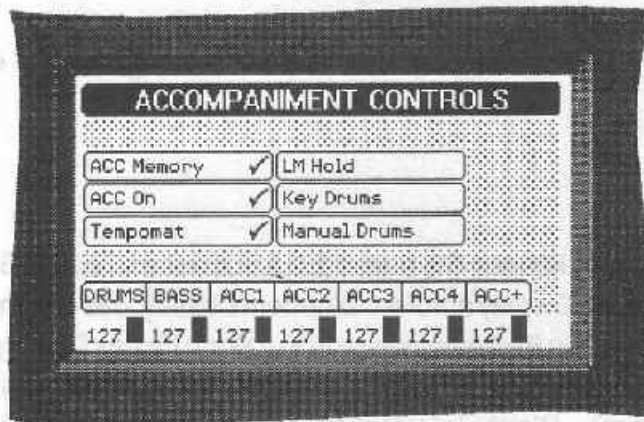 ACCOMPANIMENT CONTROLS
ACC Memory ✓ LM Hold
ACC On ✓ Key Drums
Tempomat ✓ Manual Drums
DRUMS BASS ACC1 ACC2 ACC3 ACC4 ACC+
127 127 127 127 127 127 127